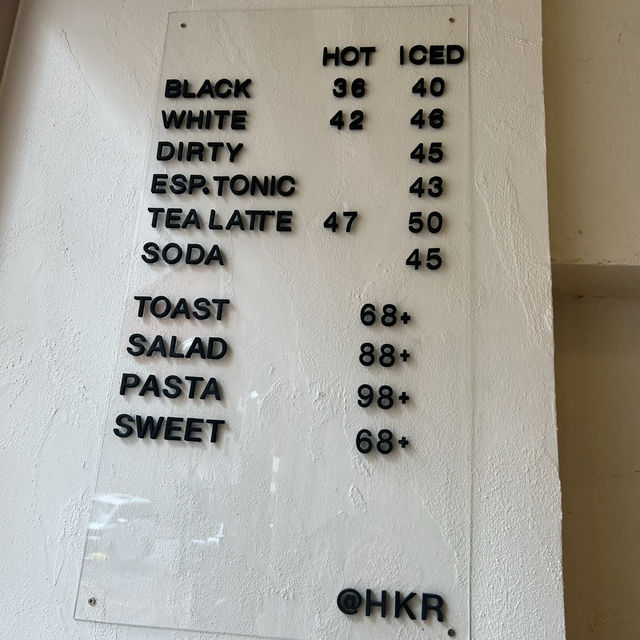 HOT ICED
BLACK 36 40
WHITE 42 46
DIRTY 45
ESP.TONIC 43
TEA LATTE 47 50
SODA 45
TOAST 68+
SALAD 88+
PASTA 98+
SWEET 68+
@HKR